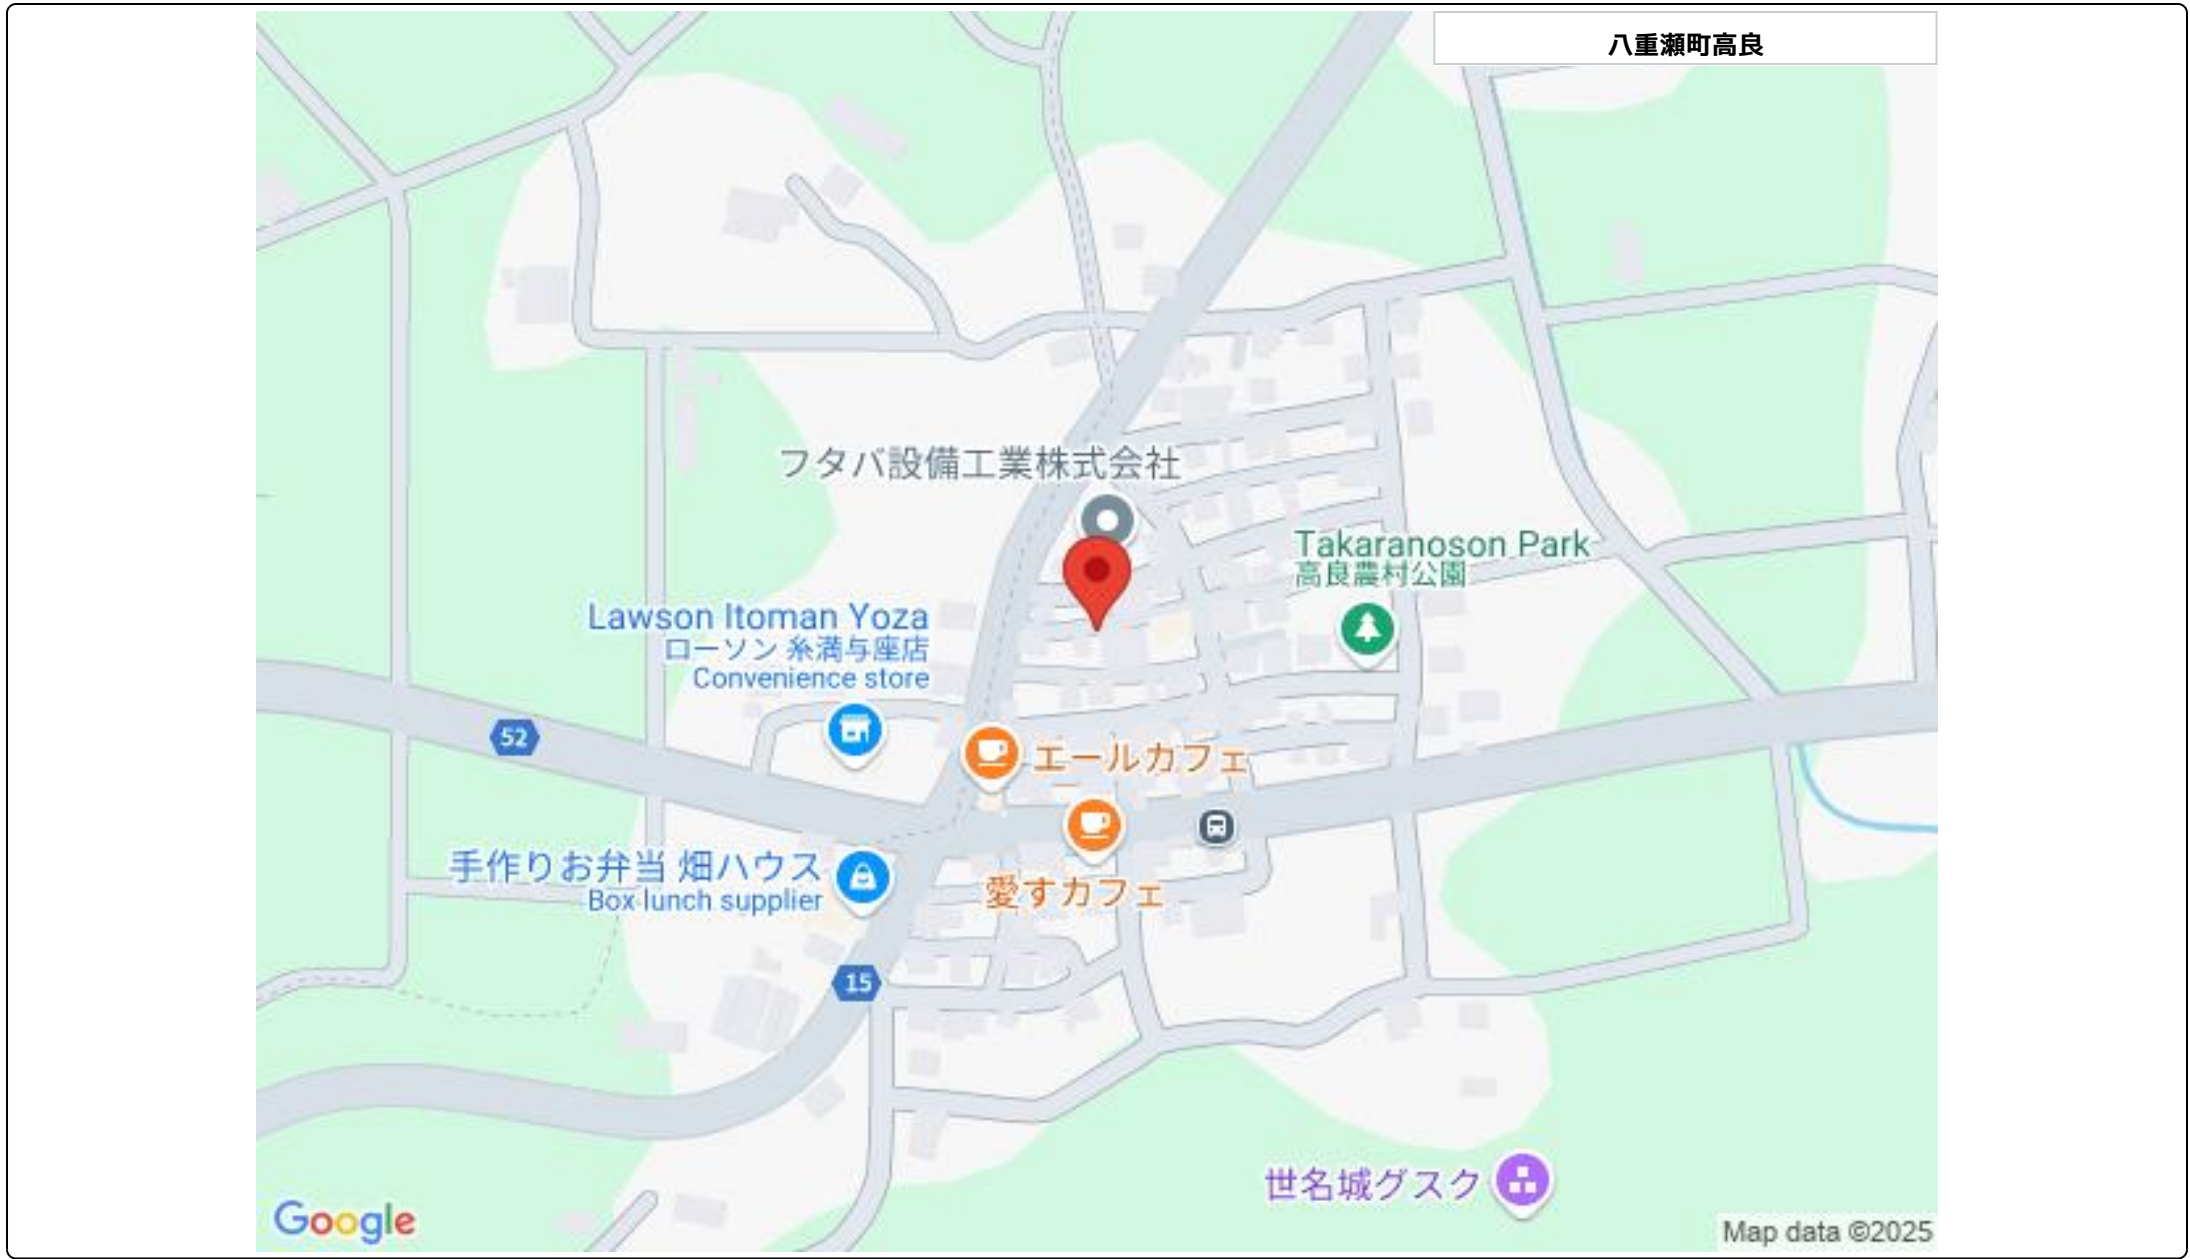 八重瀬町高良
フタバ設備工業株式会社
Takaranoson Park
高良農村公園
Lawson Itoman Yoza
ローソン 糸満与座店
Convenience store
52
エールカフェ
手作りお弁当 畑ハウス
Box lunch supplier
愛すカフェ
15
世名城グスク
Google
Map data ©2025